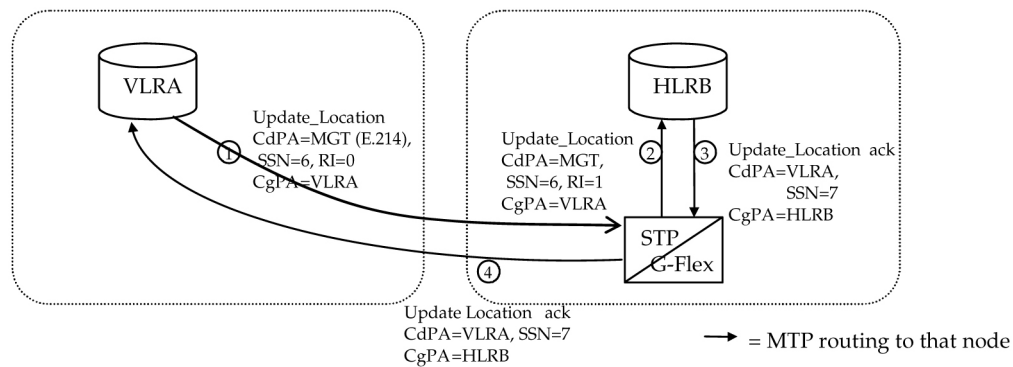 VLRA
HLRB
Update_Location
CdPA=MGT (E.214),
SSN=6, RI=0
CgPA=VLRA
1
Update_Location
CdPA=MGT,
SSN=6, RI=1
CgPA=VLRA
2
3
Update_Location ack
CdPA=VLRA,
SSN=7
CgPA=HLRB
STP
G-Flex
4
Update Location ack
CdPA=VLRA, SSN=7
CgPA=HLRB
= MTP routing to that node